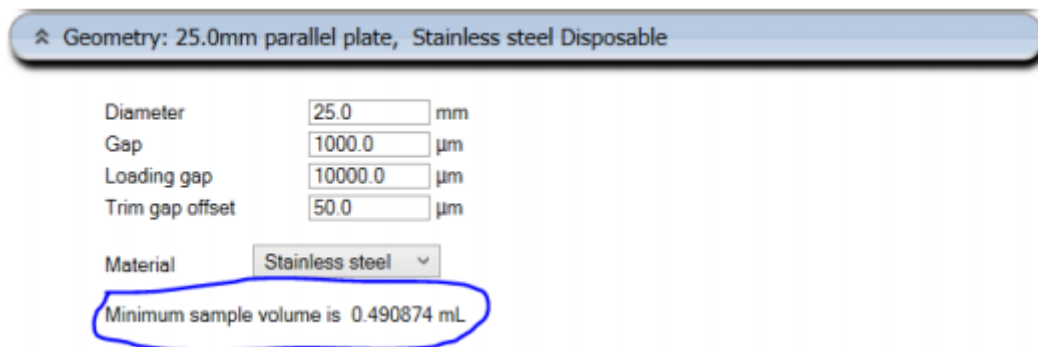 Geometry: 25.0mm parallel plate, Stainless steel Disposable
Diameter 25.0 mm
Gap 1000.0 μm
Loading gap 10000.0 μm
Trim gap offset 50.0 μm
Material Stainless steel
Minimum sample volume is 0.490874 mL